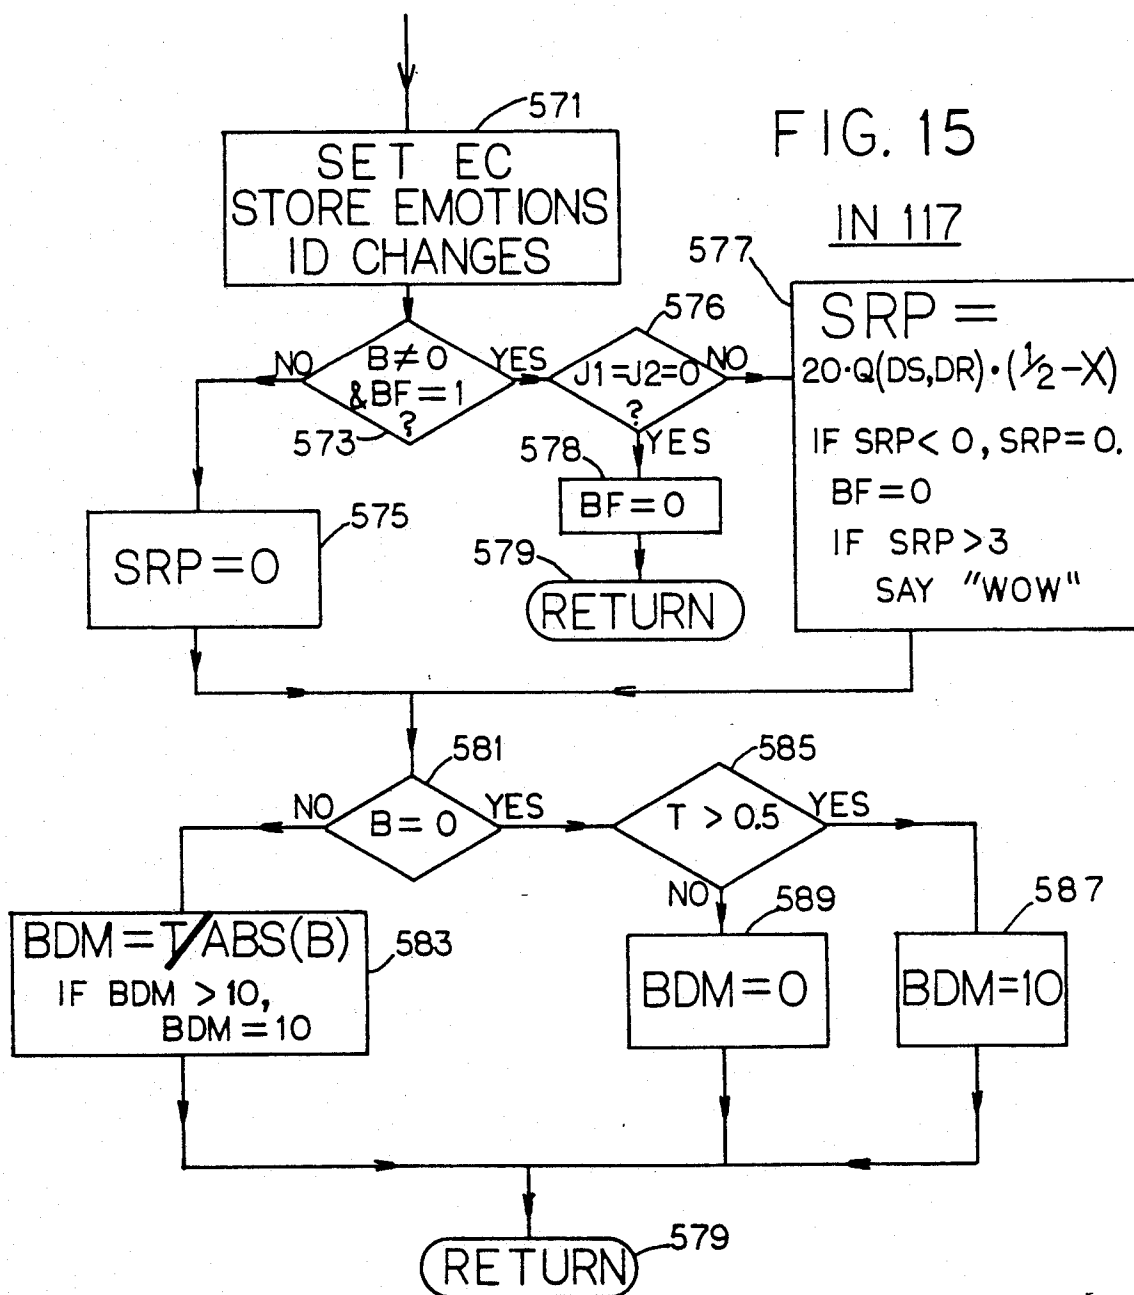 571
FIG. 15
IN 117
SET EC
STORE EMOTIONS
ID CHANGES
577
576
SRP =
20·Q(DS,DR)·(1/2-X)
IF SRP < 0, SRP = 0.
BF = 0
IF SRP > 3
SAY "WOW"
NO
B ≠ 0
& BF = 1
?
YES
573
J1 = J2 = 0
?
NO
YES
578
BF = 0
579
RETURN
575
SRP = 0
581
NO
B = 0
YES
585
T > 0.5
YES
NO
589
587
BDM = T/ABS(B)
IF BDM > 10,
BDM = 10
583
BDM = 0
BDM = 10
RETURN
579